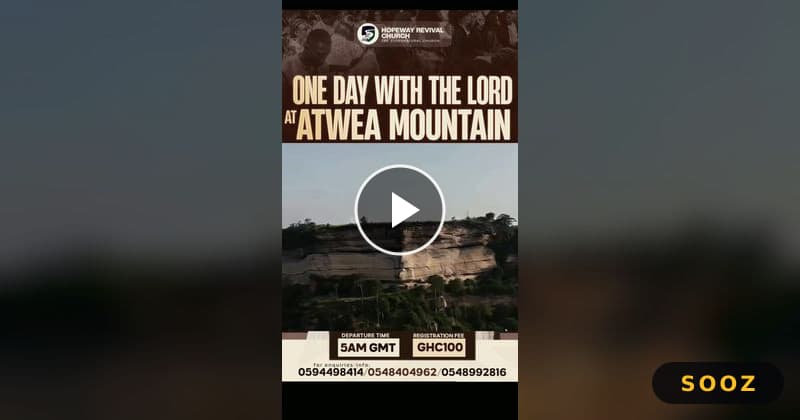 HOPEWAY REVIVAL
CHURCH
ONE DAY WITH THE LORD
AT ATWEA MOUNTAIN
DEPARTURE TIME
5AM GMT
REGISTRATION FEE
GHC100
for enquiries/info.
0594498414/0548404962/0548992816
SOOZ